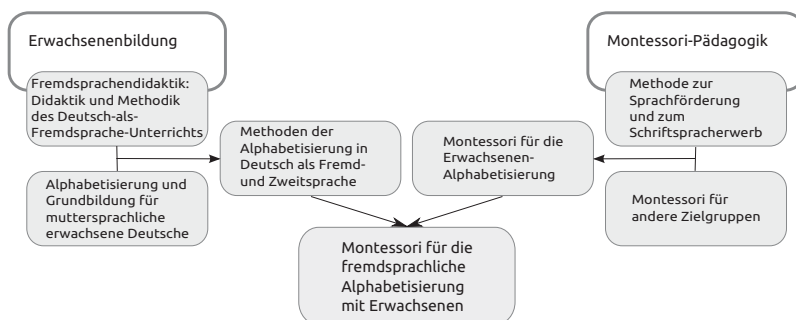 Erwachsenenbildung
Montessori-Pädagogik
Fremdsprachendidaktik:
Didaktik und Methodik
des Deutsch-als-
Fremdsprache-Unterrichts
Methode zur
Sprachförderung
und zum
Schriftspracherwerb
Methoden der
Alphabetisierung in
Deutsch als Fremd-
und Zweitsprache
Montessori für die
Erwachsenen-
Alphabetisierung
Alphabetisierung und
Grundbildung für
muttersprachliche
erwachsene Deutsche
Montessori für
andere Zielgruppen
Montessori für die
fremdsprachliche
Alphabetisierung
mit Erwachsenen